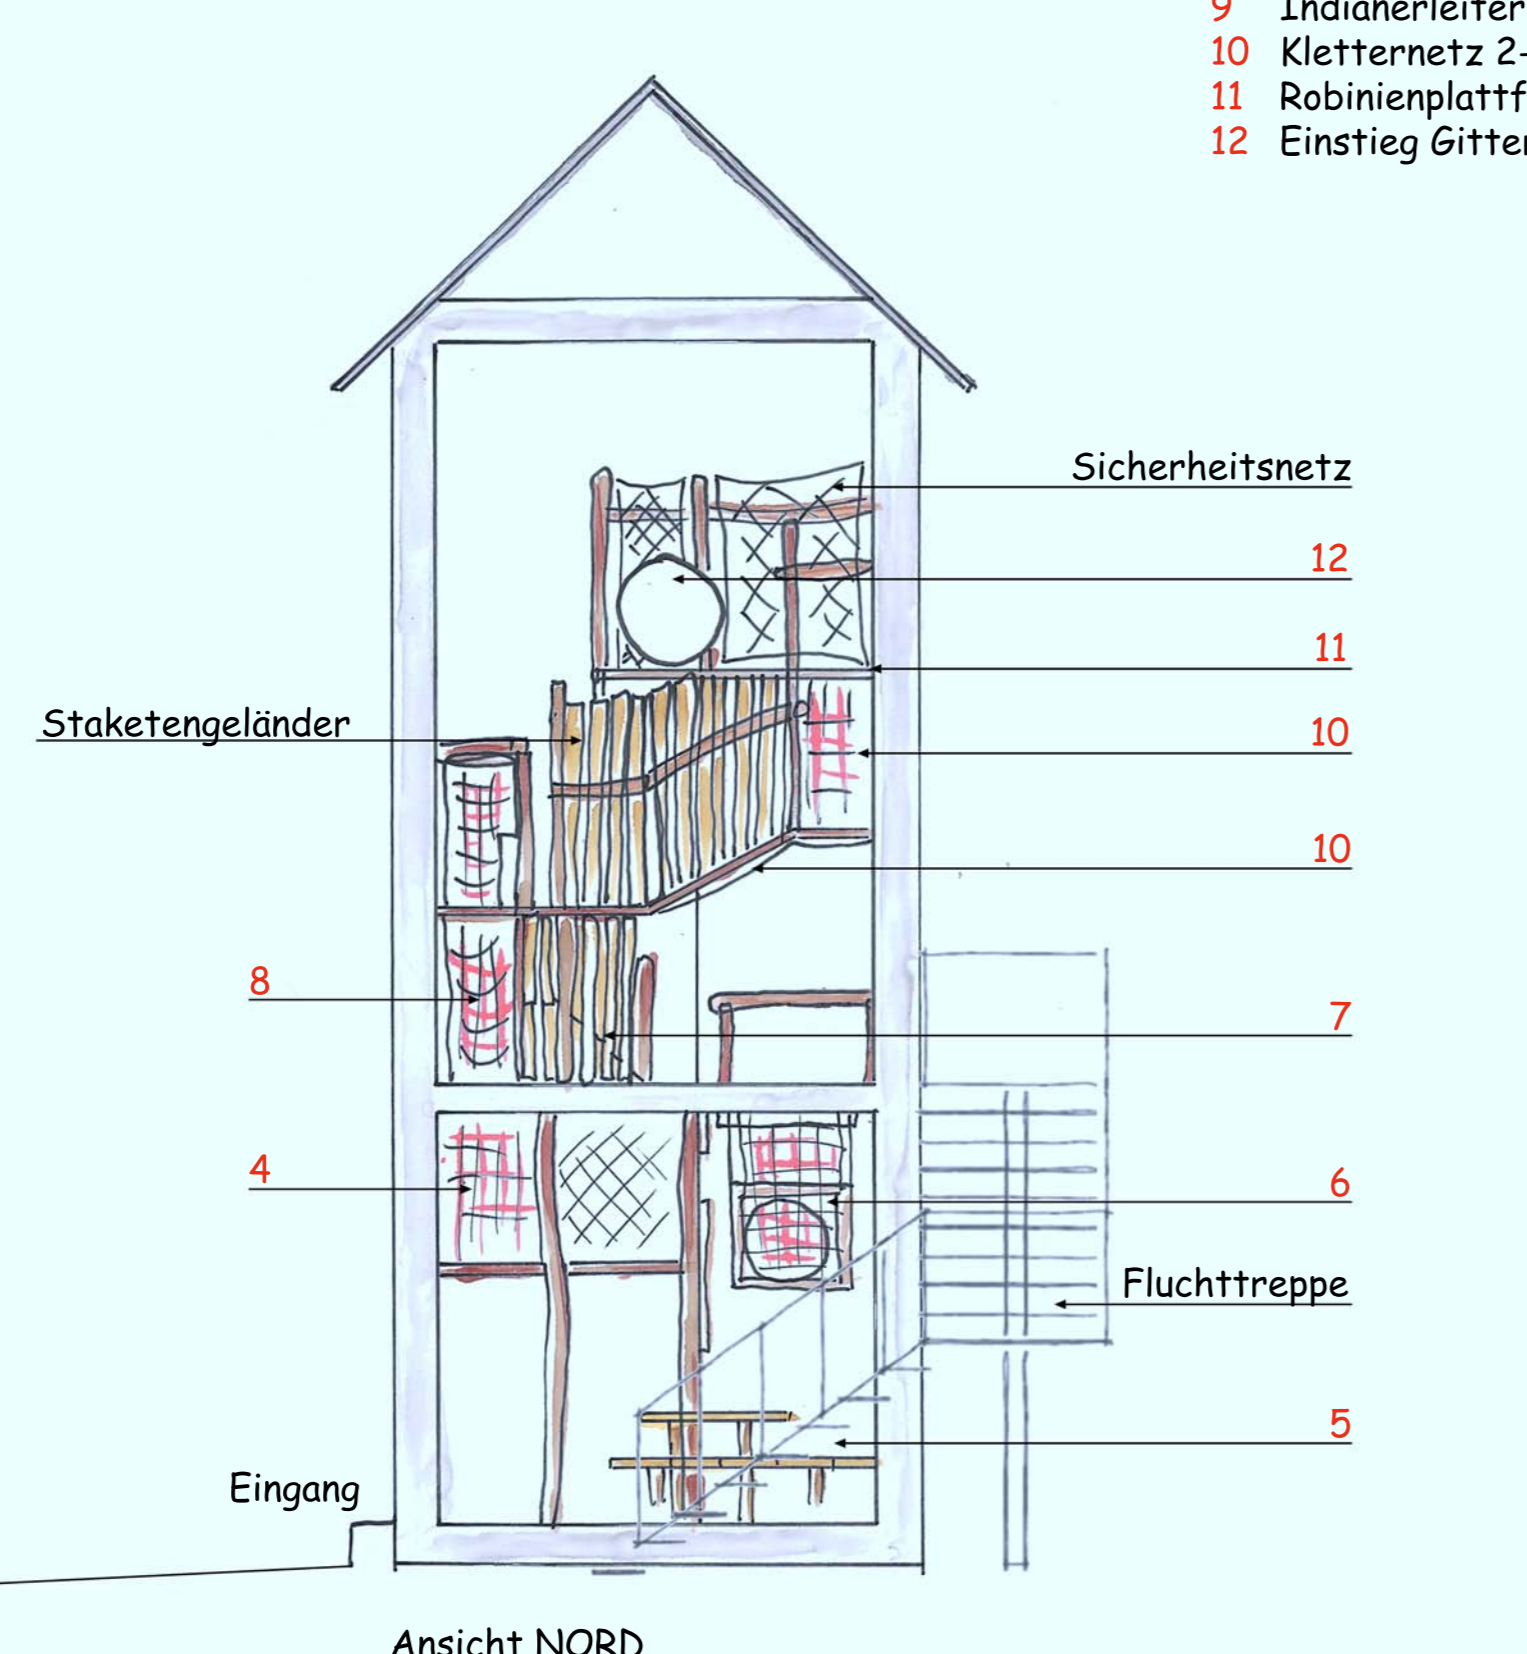 9 Indianerleiter
10 Kletternetz 2-
11 Robinienplattf
12 Einstieg Gitter
Sicherheitsnetz
12
11
Staketengeländer
10
10
8
7
4
6
Fluchttreppe
5
Eingang
Ansicht NORD